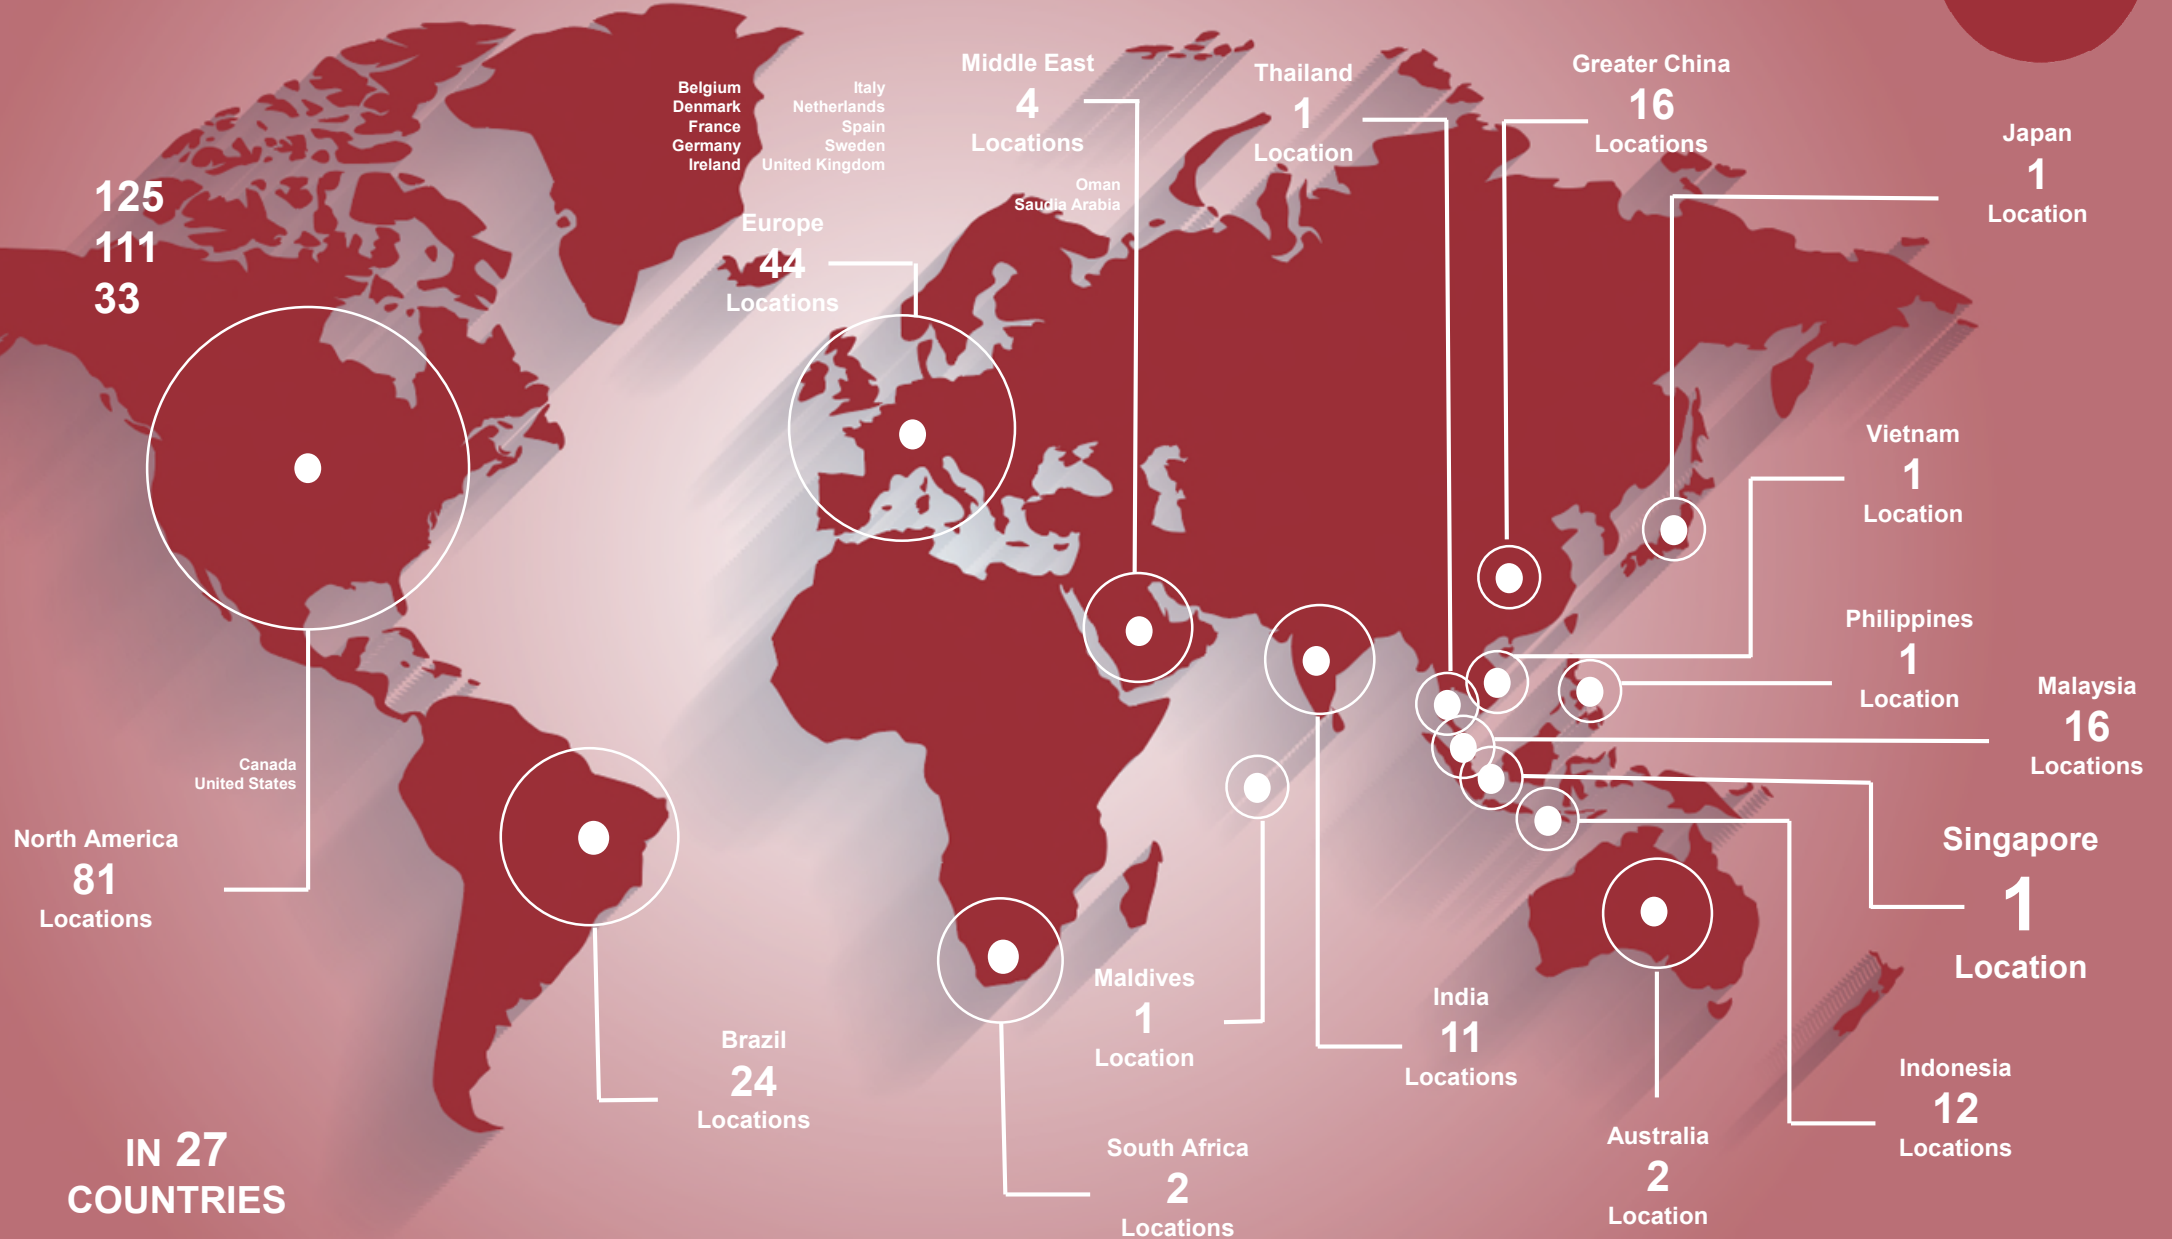 125
111
33
Belgium
Denmark
France
Germany
Ireland
Italy
Netherlands
Spain
Sweden
United Kingdom
Europe
44
Locations
Middle East
4
Locations
Oman
Saudia Arabia
Thailand
1
Location
Greater China
16
Locations
Japan
1
Location
Vietnam
1
Location
Philippines
1
Location
Malaysia
16
Locations
Singapore
1
Location
Indonesia
12
Locations
Australia
2
Location
India
11
Locations
Maldives
1
Location
South Africa
2
Locations
Brazil
24
Locations
Canada
United States
North America
81
Locations
IN 27
COUNTRIES